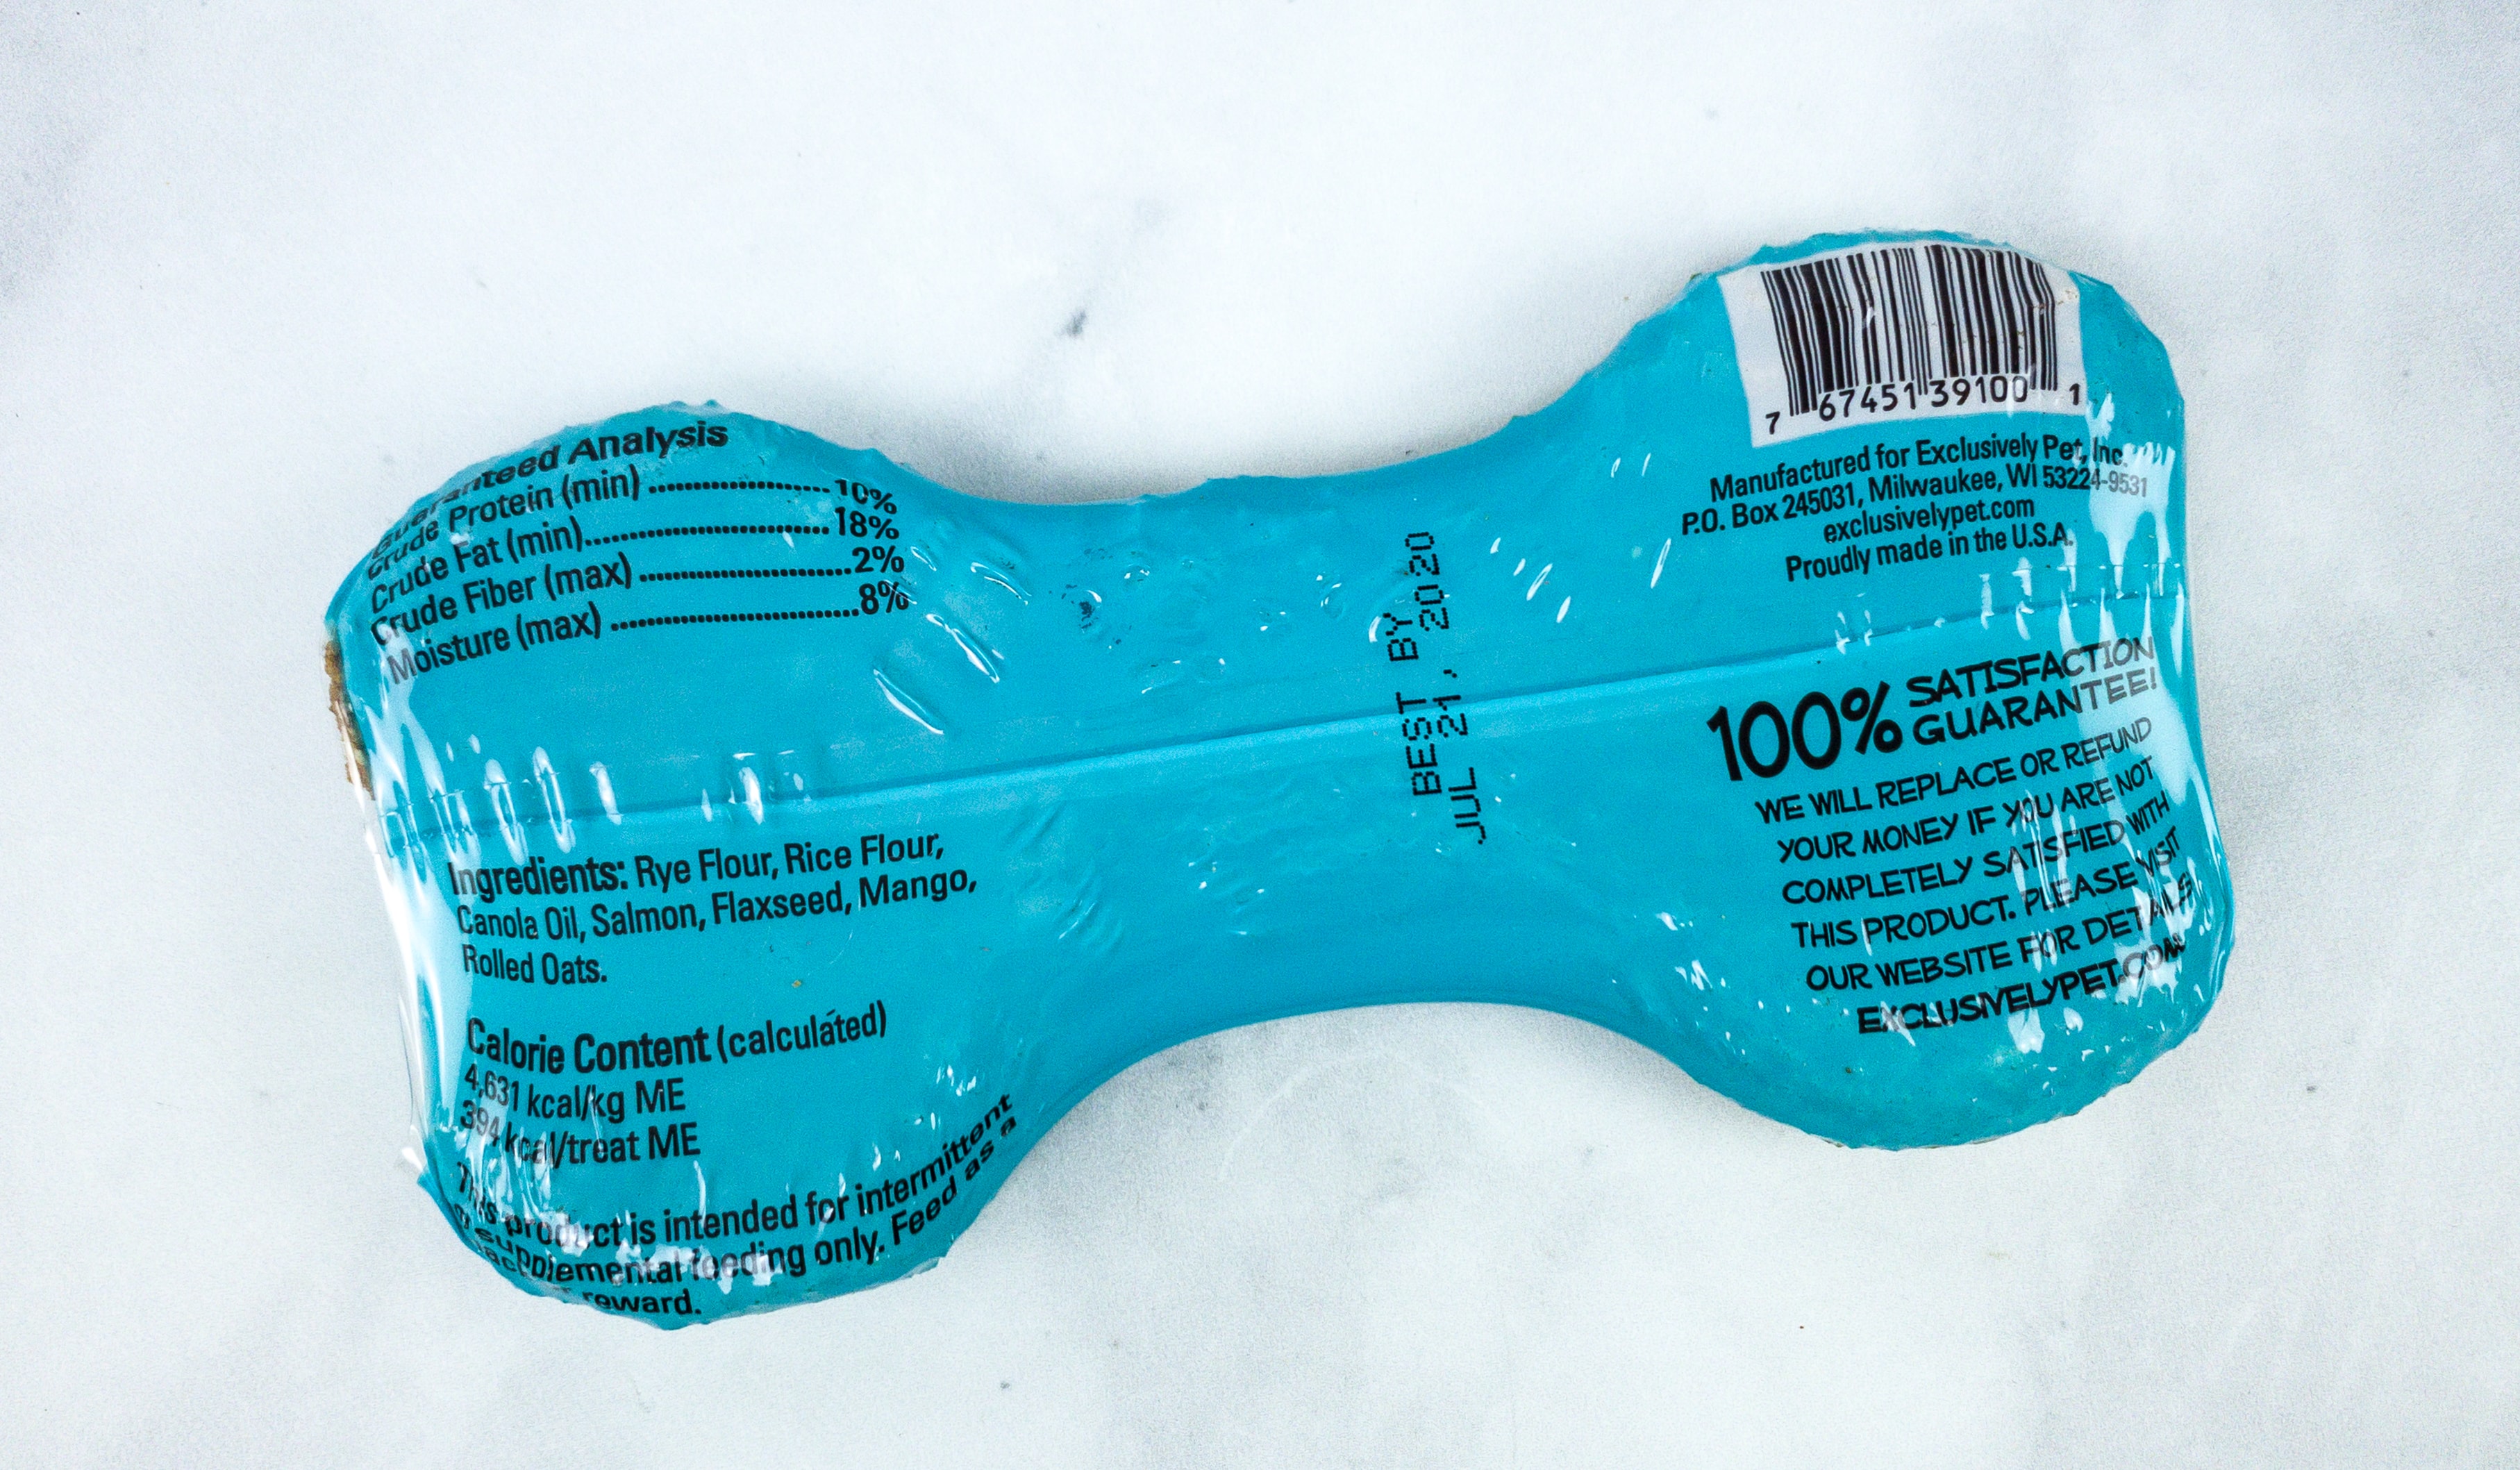 Guaranteed Analysis
Crude Protein (min) ........................ 10%
Crude Fat (min) ........................ 18%
Crude Fiber (max) ........................ 2%
Moisture (max) ........................ 8%
Ingredients: Rye Flour, Rice Flour,
Canola Oil, Salmon, Flaxseed, Mango,
Rolled Oats.
Calorie Content (calculated)
4,631 kcal/kg ME
394 kcal/treat ME
This product is intended for intermittent
or supplemental feeding only. Feed as a
reward.
BEST BY
JUL 21, 2020
7 67451 39100 1
Manufactured for Exclusively Pet, Inc.
P.O. Box 245031, Milwaukee, WI 53224-9531
exclusivelypet.com
Proudly made in the U.S.A.
100% SATISFACTION
GUARANTEE!
WE WILL REPLACE OR REFUND
YOUR MONEY IF YOU ARE NOT
COMPLETELY SATISFIED WITH
THIS PRODUCT. PLEASE VISIT
OUR WEBSITE FOR DETAILS
EXCLUSIVELYPET.COM